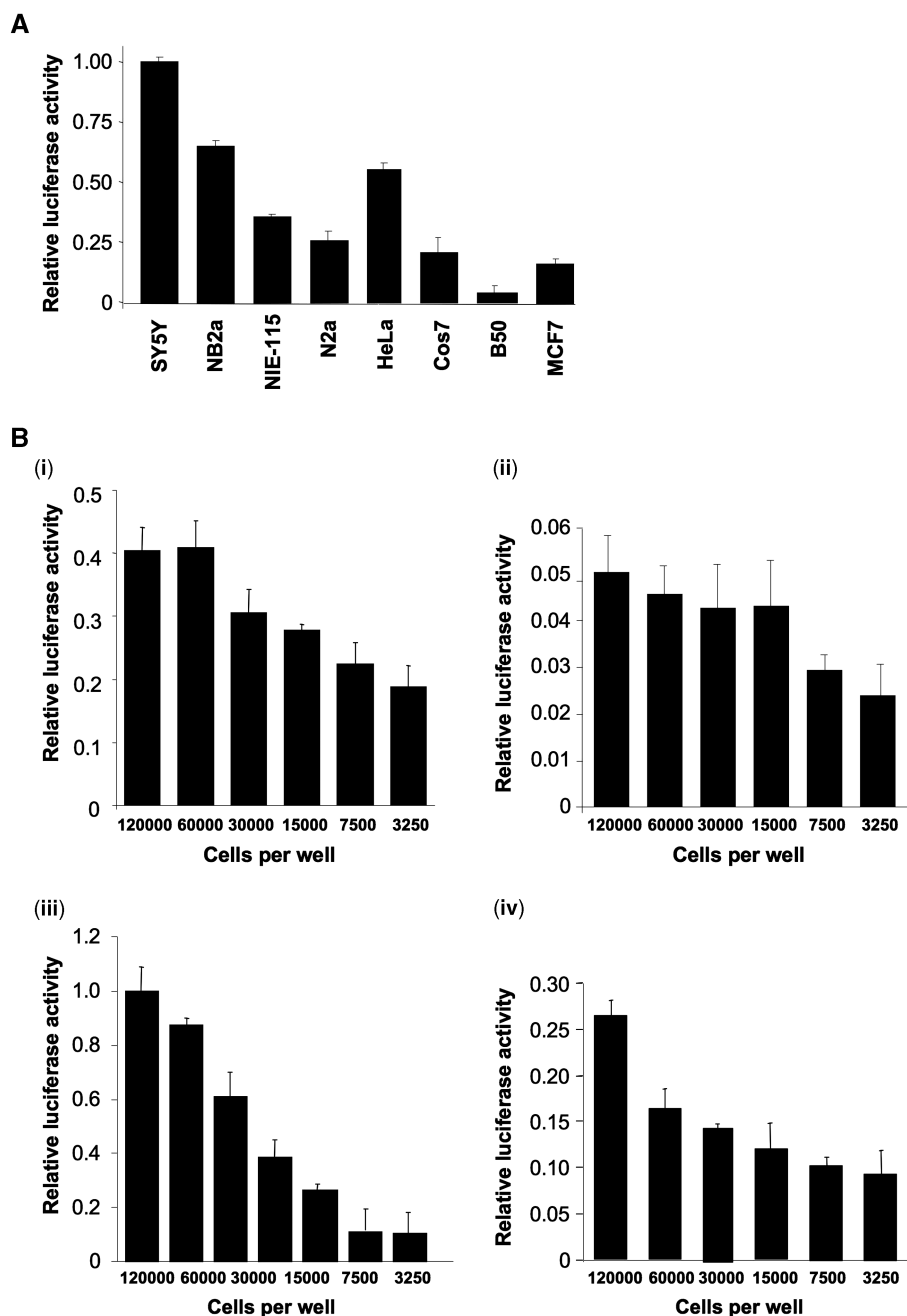 A
Relative luciferase activity
1.00
0.75
0.50
0.25
0
SY5Y
NB2a
NIE-115
N2a
HeLa
Cos7
B50
MCF7
B
(i)
Relative luciferase activity
0.5
0.4
0.3
0.2
0.1
0
120000 60000 30000 15000 7500 3250
Cells per well
(ii)
Relative luciferase activity
0.06
0.05
0.04
0.03
0.02
0.01
0
120000 60000 30000 15000 7500 3250
Cells per well
(iii)
Relative luciferase activity
1.2
1.0
0.8
0.6
0.4
0.2
0
120000 60000 30000 15000 7500 3250
Cells per well
(iv)
Relative luciferase activity
0.30
0.25
0.20
0.15
0.10
0.05
0
120000 60000 30000 15000 7500 3250
Cells per well